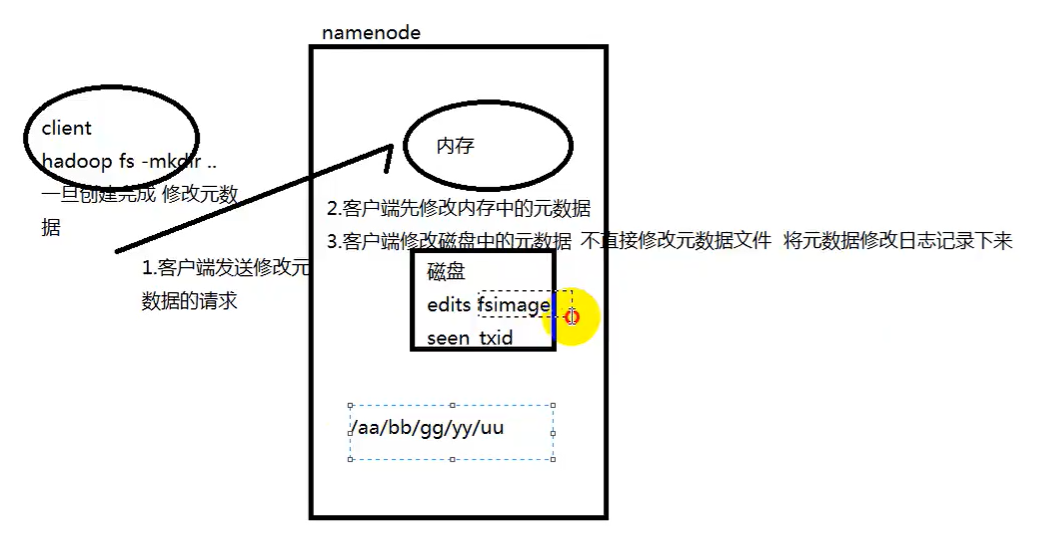 namenode
client
hadoop fs -mkdir ..
一旦创建完成 修改元数
据
内存
1.客户端发送修改元
数据的请求
2.客户端先修改内存中的元数据
3.客户端修改磁盘中的元数据 不直接修改元数据文件 将元数据修改日志记录下来
磁盘
edits fsimage
seen_txid
/aa/bb/gg/yy/uu